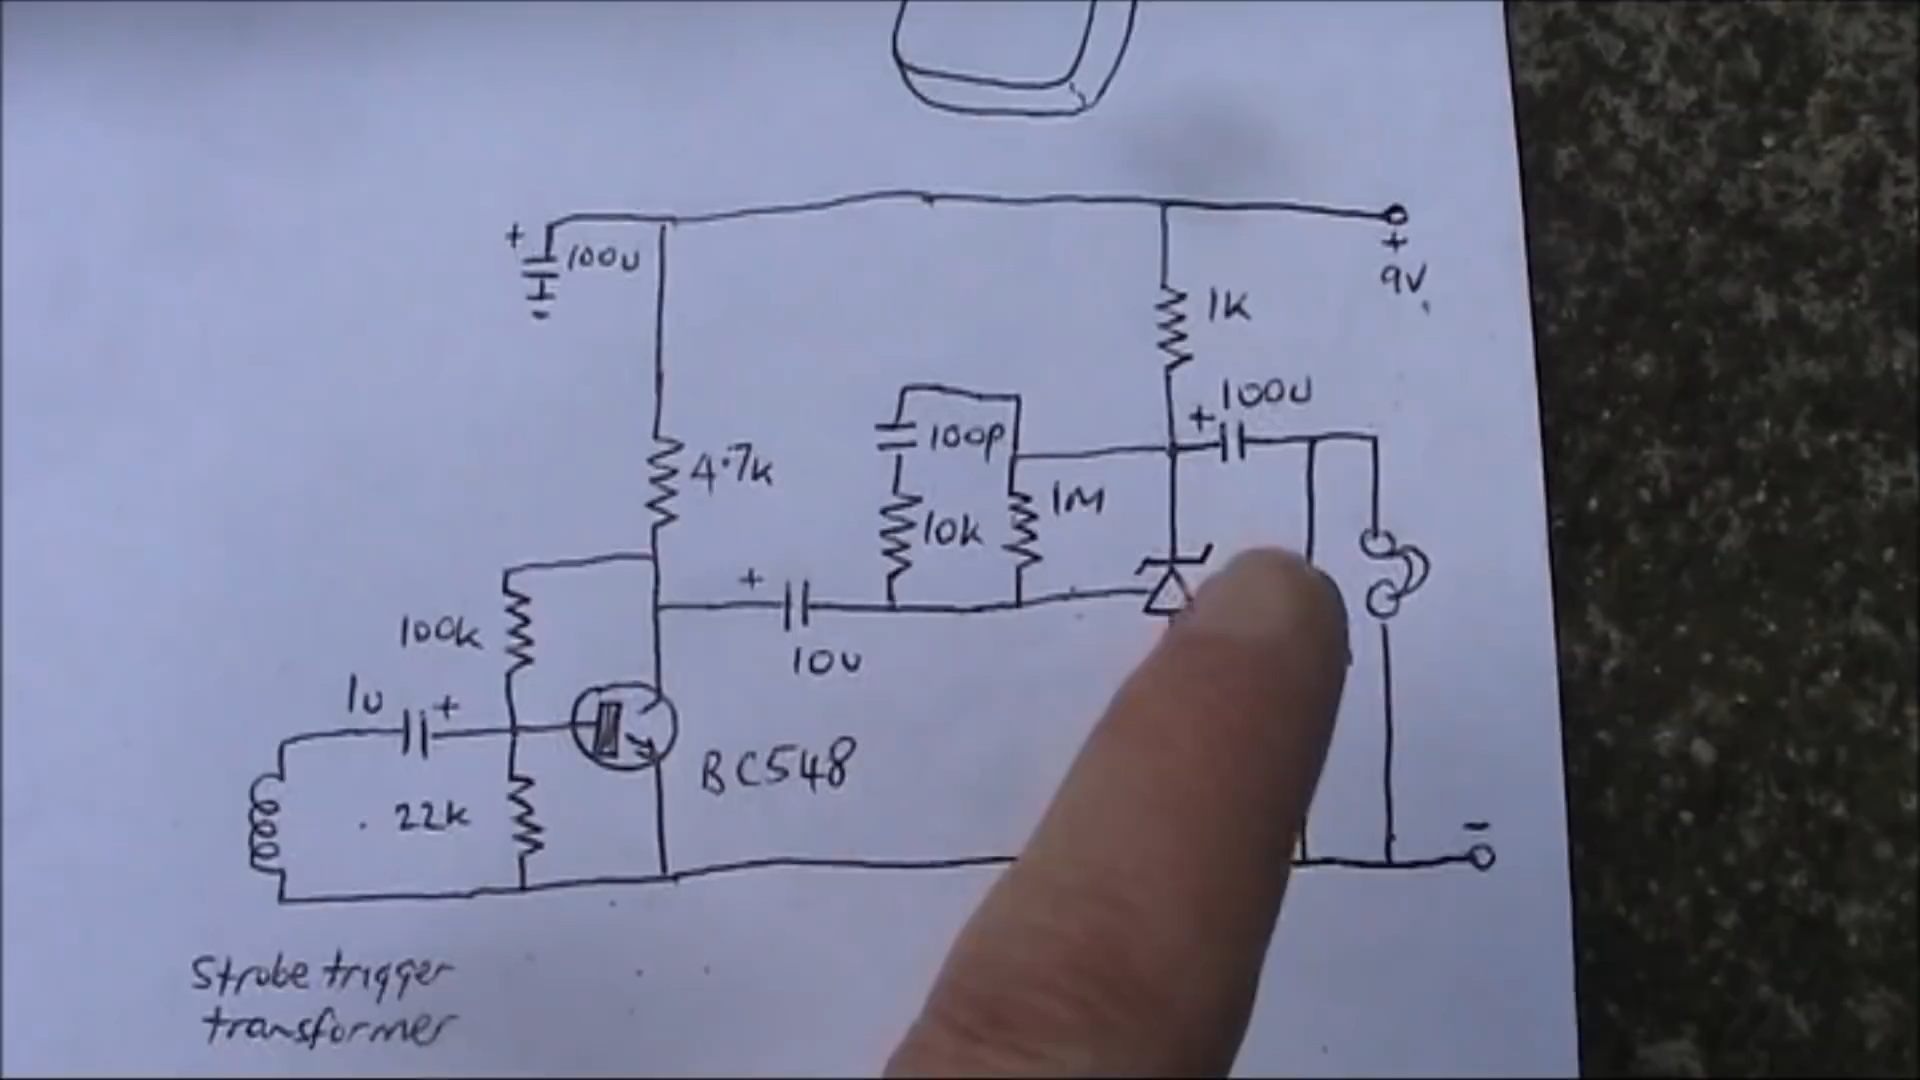 +
100u
-
+
9V.
1k
+
100u
4.7k
100p
10k
1M
+
10u
100k
1u
+
BC548
. 22k
-
Strobe trigger
transformer